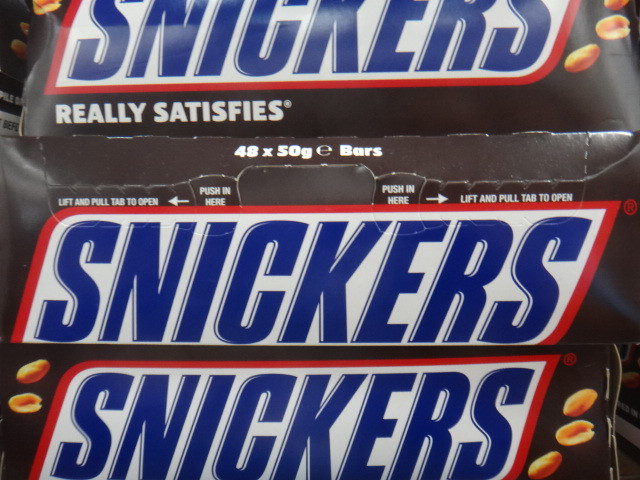 SNICKERS
REALLY SATISFIES®
48 x 50g e Bars
LIFT AND PULL TAB TO OPEN ← PUSH IN HERE
PUSH IN HERE → LIFT AND PULL TAB TO OPEN
SNICKERS®
SNICKERS®